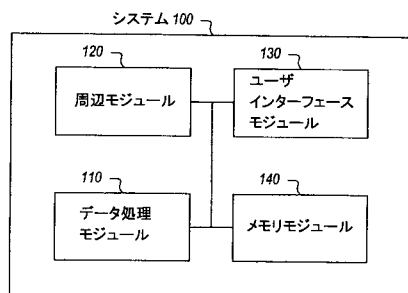 システム 100
120
周辺モジュール
130
ユーザ
インターフェース
モジュール
110
データ処理
モジュール
140
メモリモジュール